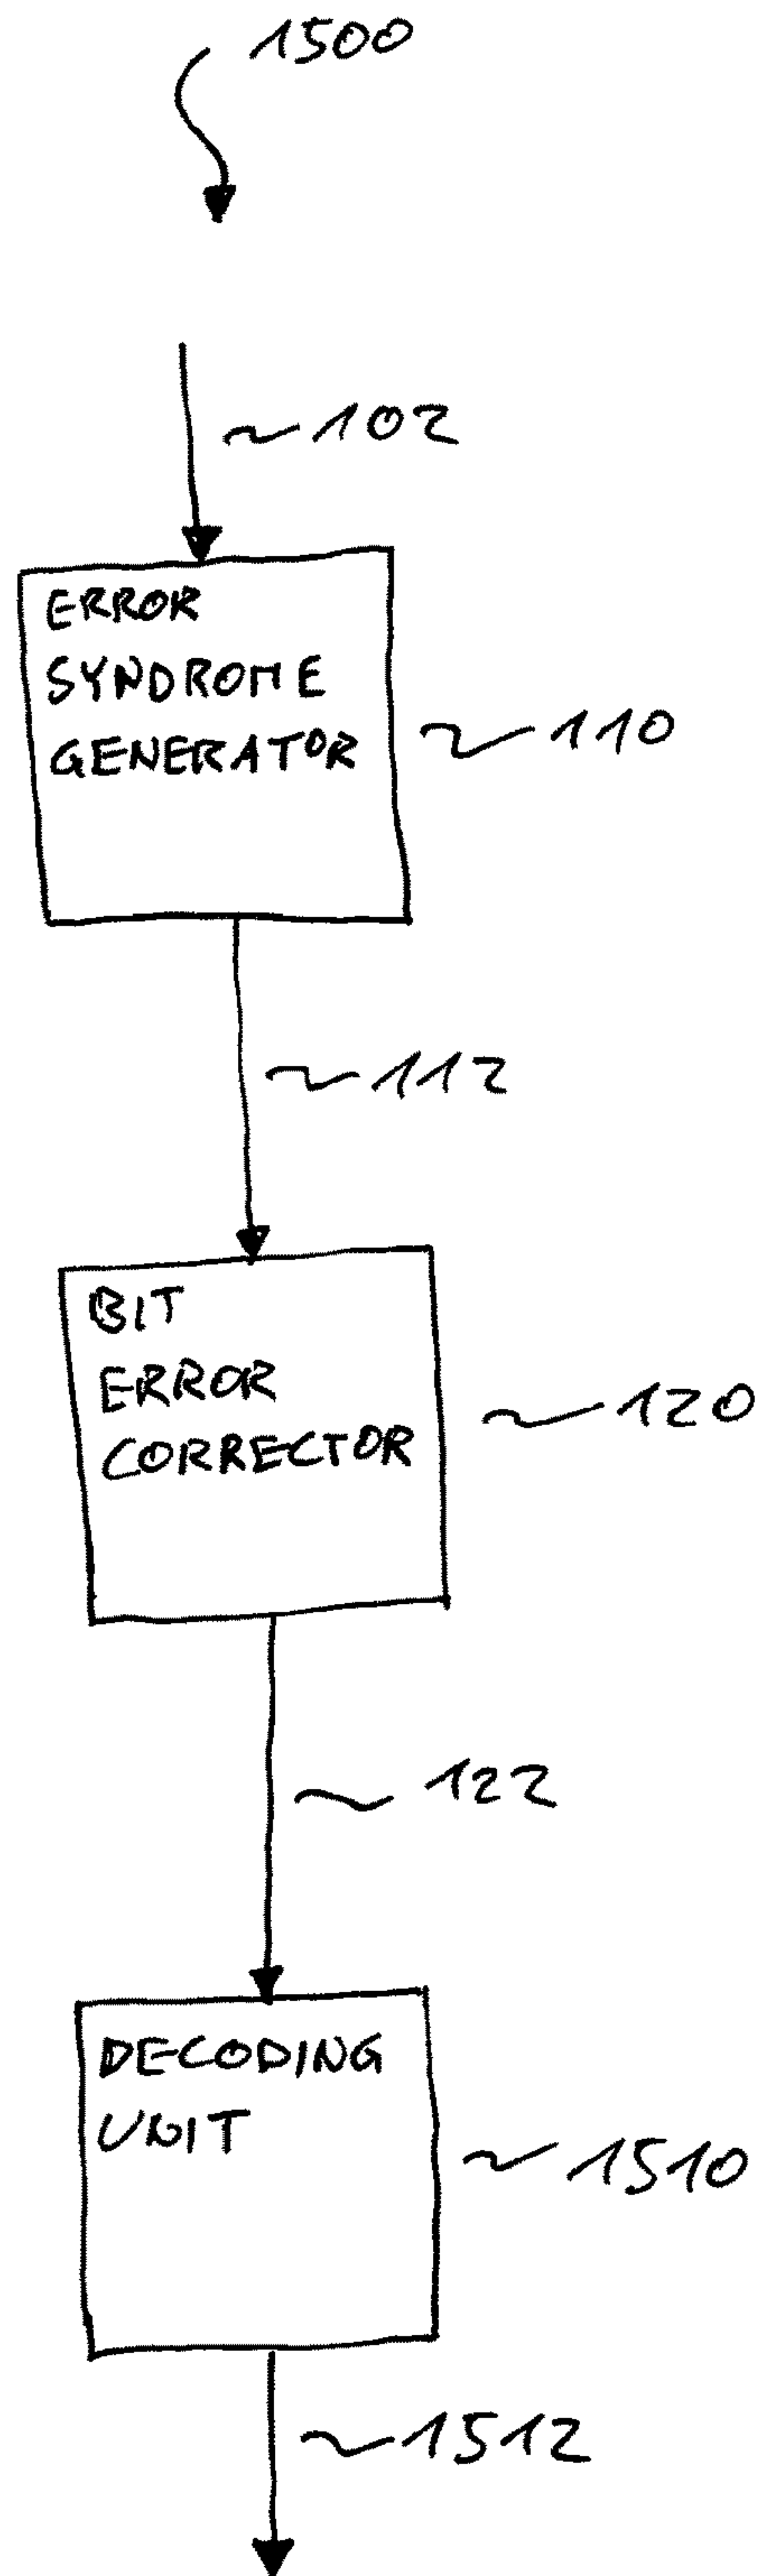 1500
102
ERROR
SYNDROME
GENERATOR
110
112
BIT
ERROR
CORRECTOR
120
122
DECODING
UNIT
1510
1512